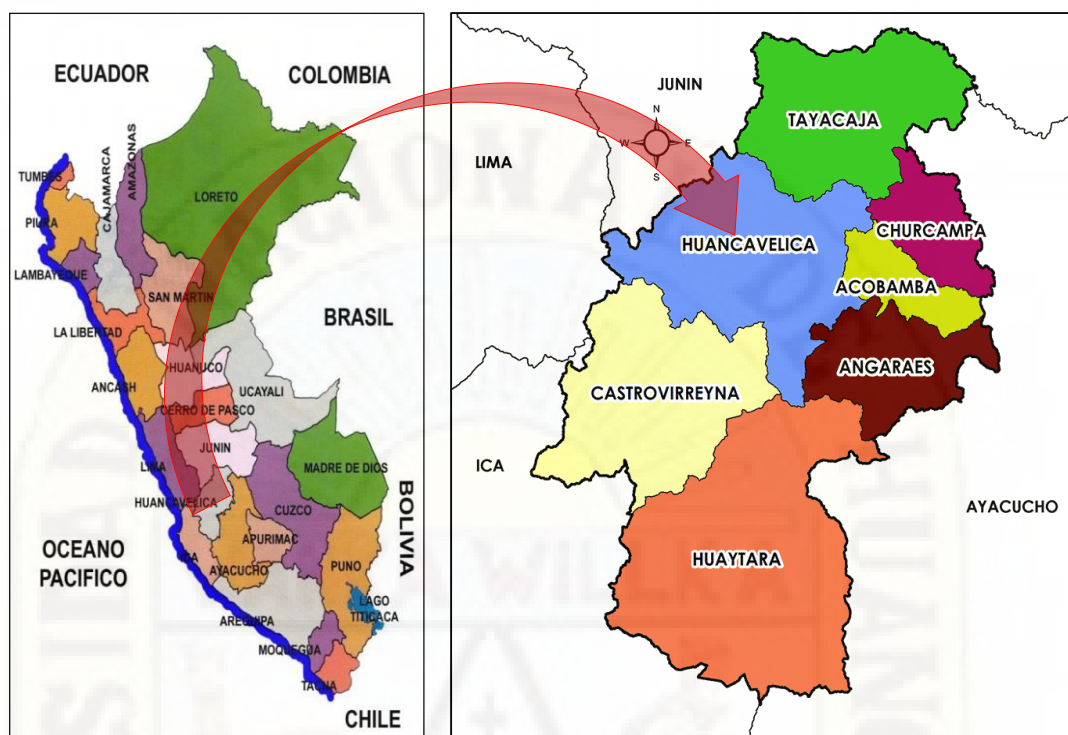 ECUADOR
COLOMBIA
TUMBES
PIURA
CAJAMARCA
AMAZONAS
LORETO
LAMBAYEQUE
SAN MARTIN
LA LIBERTAD
BRASIL
HUANUCO
ANCASH
UCAYALI
CERRO DE PASCO
JUNIN
LIMA
MADRE DE DIOS
HUANCAVELICA
CUZCO
BOLIVIA
OCEANO
PACIFICO
APURIMAC
ICA
AYACUCHO
PUNO
LAGO
TITICACA
AREQUIPA
MOQUEGUA
TACNA
CHILE
JUNIN
N
W
E
S
LIMA
TAYACAJA
HUANCAVELICA
CHURCAMPA
ACOBAMBA
ANGARAES
CASTROVIRREYNA
ICA
AYACUCHO
HUAYTARA